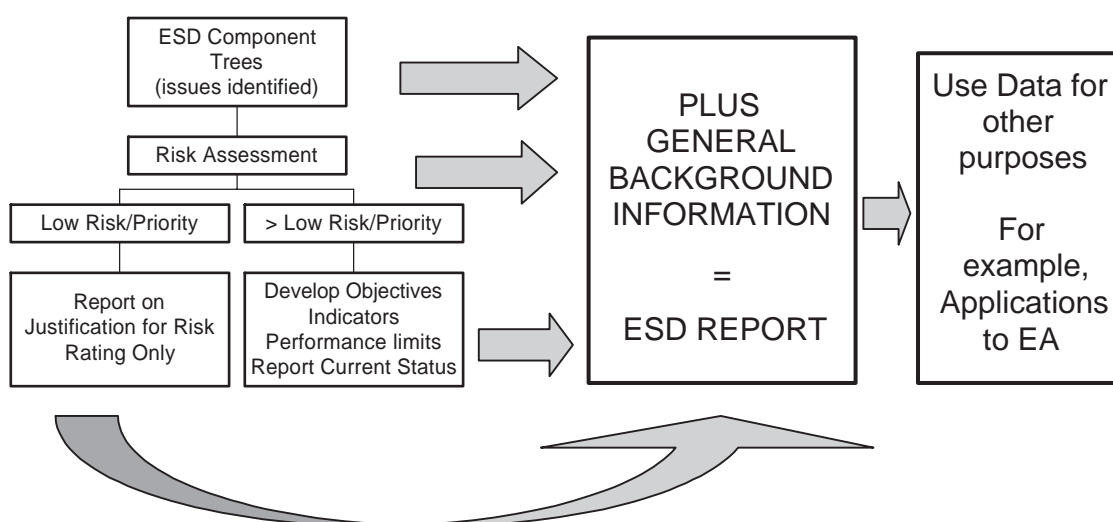 ESD Component
Trees
(issues identified)
Risk Assessment
Low Risk/Priority
> Low Risk/Priority
Report on
Justification for Risk
Rating Only
Develop Objectives
Indicators
Performance limits
Report Current Status
PLUS
GENERAL
BACKGROUND
INFORMATION
=
ESD REPORT
Use Data for
other
purposes
For
example,
Applications
to EA